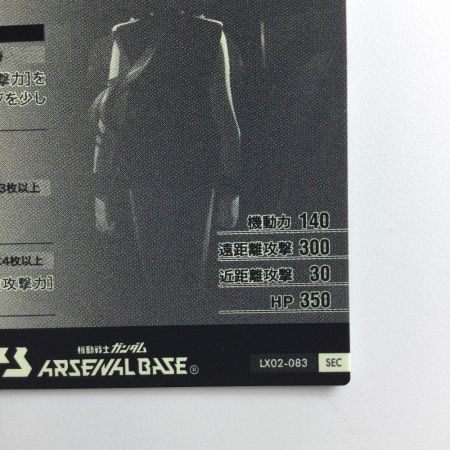 撃力]を
を少し
3枚以上
4枚以上
攻撃力]
機動力 140
遠距離攻撃 300
近距離攻撃 30
HP 350
機動戦士ガンダム
ARSENAL BASE®
LX02-083 SEC